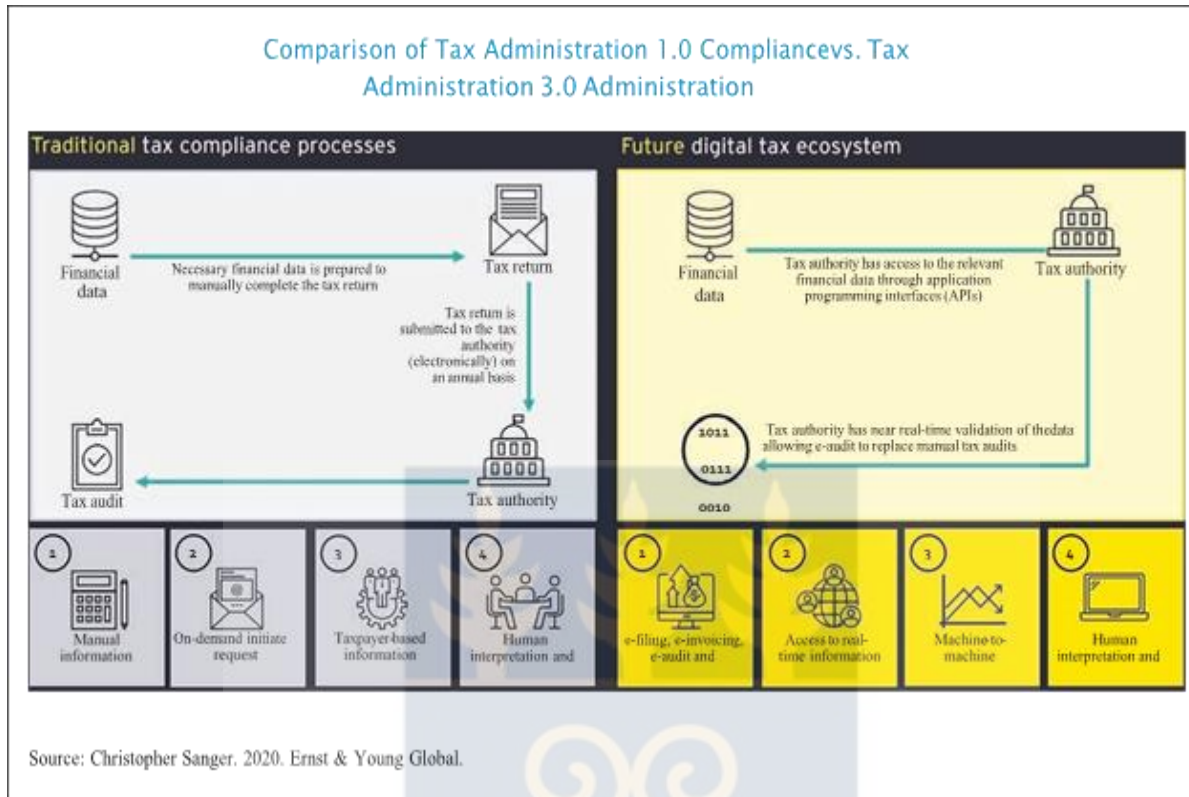 Comparison of Tax Administration 1.0 Compliancevs. Tax
Administration 3.0 Administration
Traditional tax compliance processes
Financial
data
Necessary financial data is prepared to
manually complete the tax return
Tax return
Tax return is
submitted to the tax
authority
(electronically) on
an annual basis
Tax audit
Tax authority
1
Manual
information
2
On-demand initiate
request
3
Taxpayer-based
information
4
Human
interpretation and
Future digital tax ecosystem
Financial
data
Tax authority has access to the relevant
financial data through application
programming interfaces (APIs)
Tax authority
1011
0111
0010
Tax authority has near real-time validation of thedata
allowing e-audit to replace manual tax audits
1
e-filing, e-invoicing,
e-audit and
2
Access to real-
time information
3
Machine-to-
machine
4
Human
interpretation and
Source: Christopher Sanger. 2020. Ernst & Young Global.